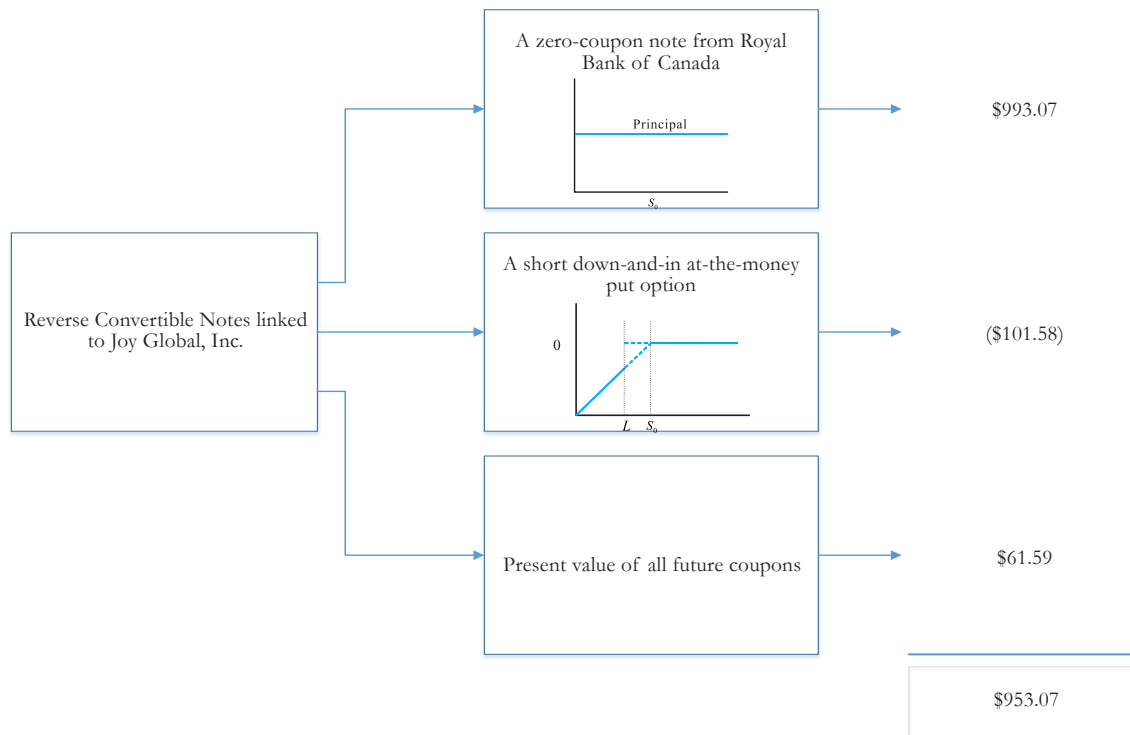 Reverse Convertible Notes linked
to Joy Global, Inc.
A zero-coupon note from Royal
Bank of Canada
Principal
S₀
$993.07
A short down-and-in at-the-money
put option
0
L S₀
($101.58)
Present value of all future coupons
$61.59
$953.07